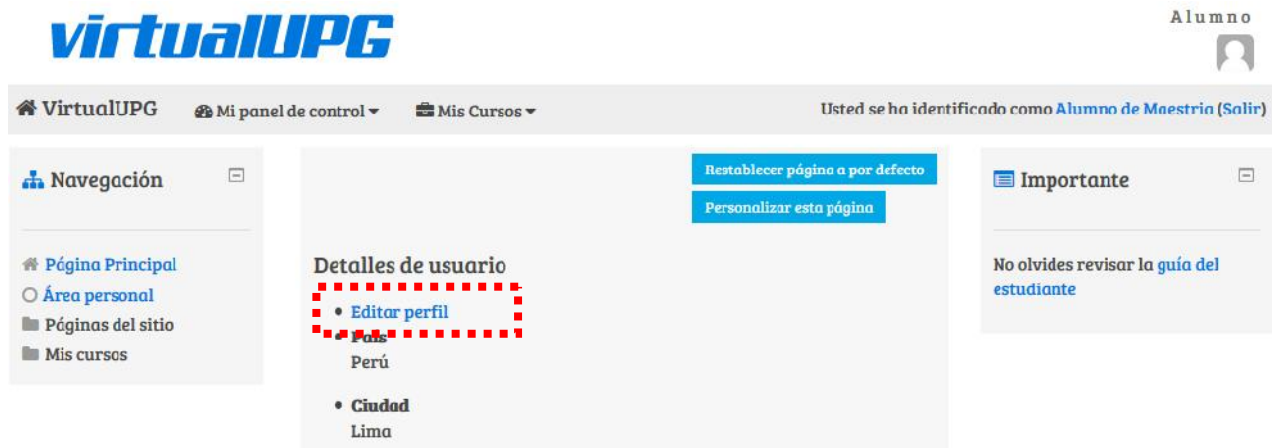 virtualUPG
Alumno
VirtualUPG
Mi panel de control
Mis Cursos
Usted se ha identificado como Alumno de Maestria (Salir)
Navegación
Página Principal
Área personal
Páginas del sitio
Mis cursos
Restablecer página a por defecto
Personalizar esta página
Detalles de usuario
Editar perfil
País
Perú
Ciudad
Lima
Importante
No olvides revisar la guía del
estudiante